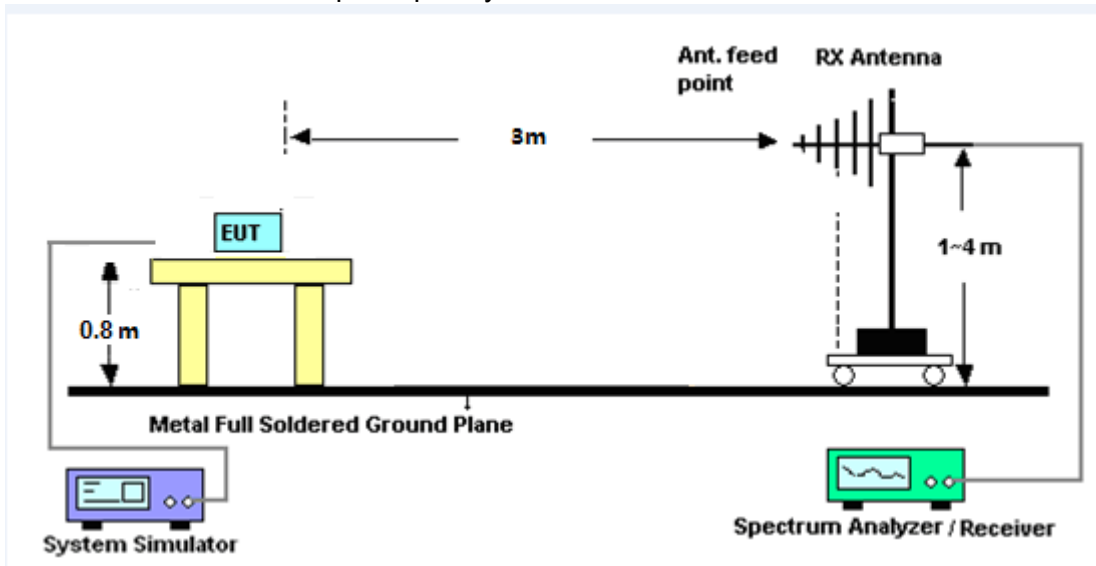 Ant. feed
point
RX Antenna
3m
EUT
1~4 m
0.8 m
Metal Full Soldered Ground Plane
System Simulator
Spectrum Analyzer / Receiver